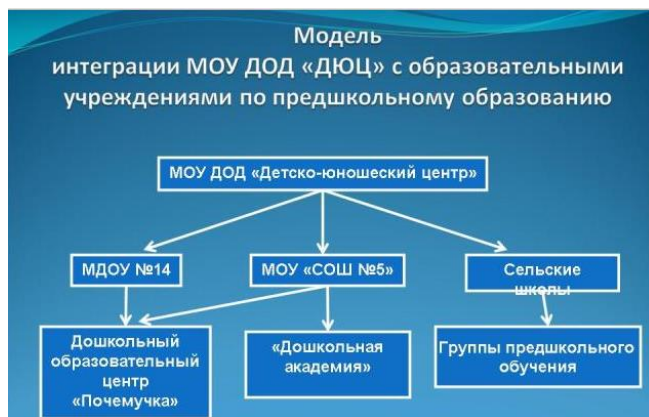 Модель
интеграции МОУ ДОД «ДЮЦ» с образовательными
учреждениями по предшкольному образованию
МОУ ДОД «Детско-юношеский центр»
МДОУ №14
МОУ «СОШ №5»
Сельские
школы
Дошкольный
образовательный
центр
«Почемучка»
«Дошкольная
академия»
Группы предшкольного
обучения